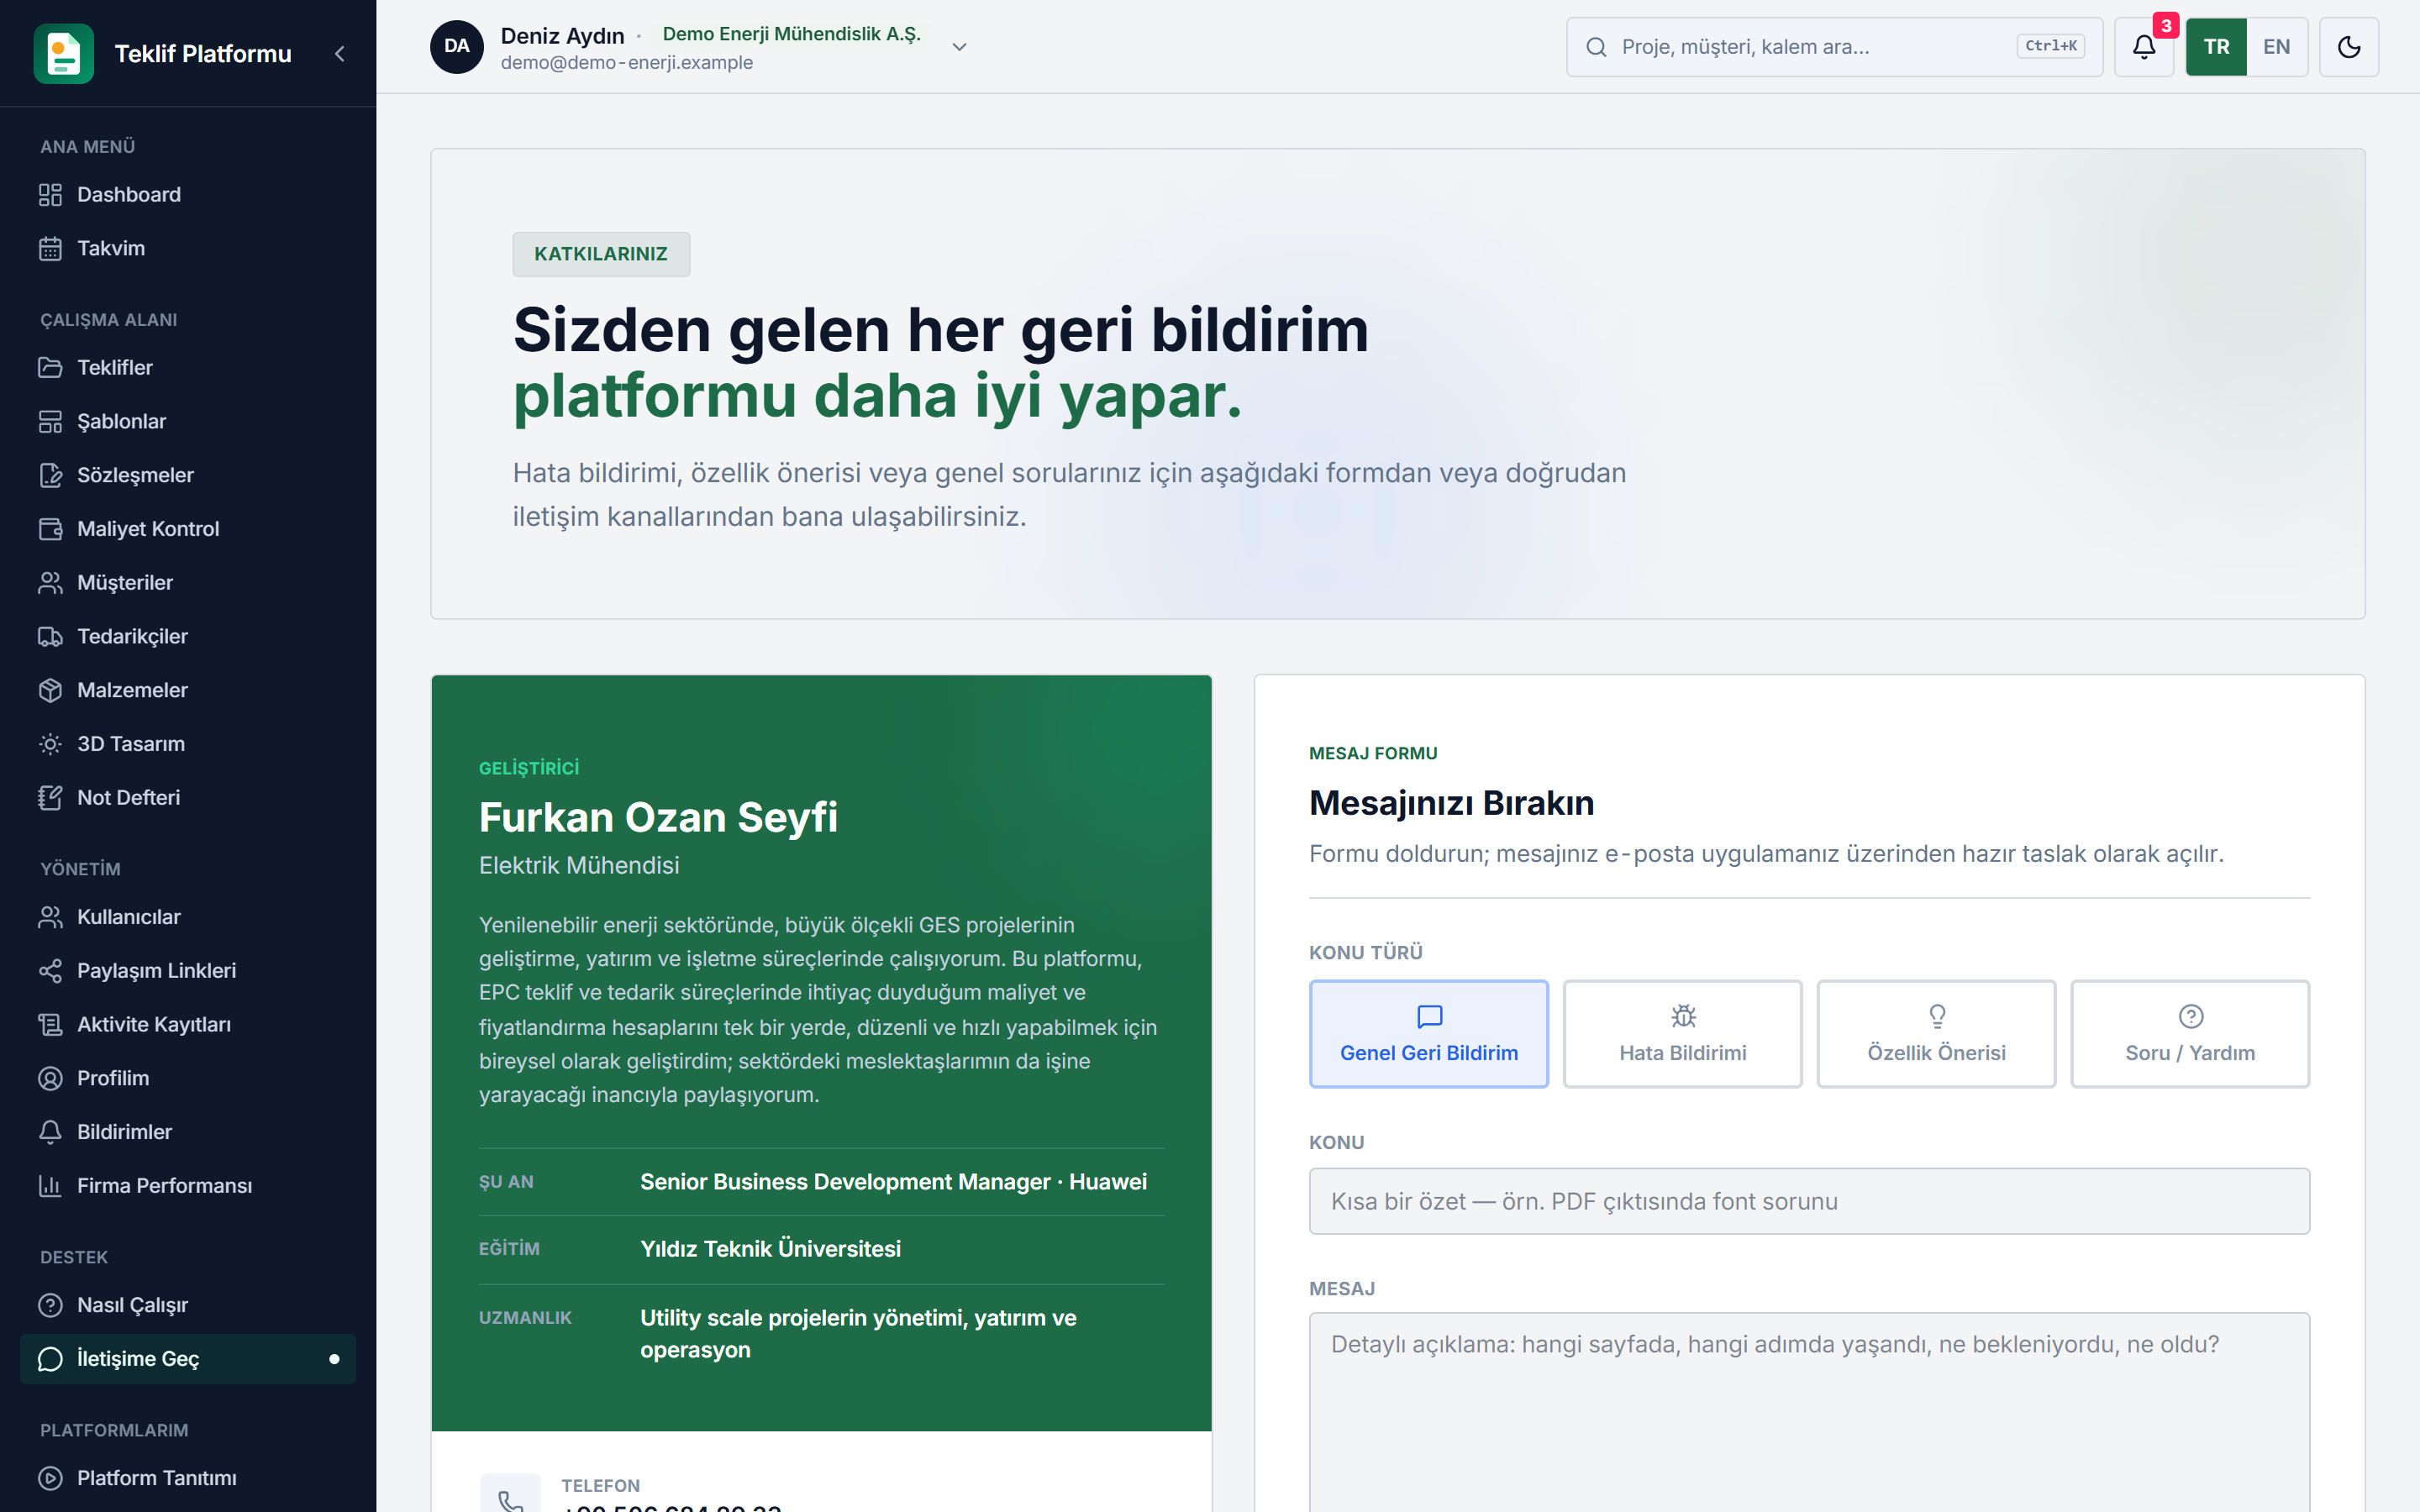 Teklif Platformu
ANA MENÜ
Dashboard
Takvim
ÇALIŞMA ALANI
Teklifler
Şablonlar
Sözleşmeler
Maliyet Kontrol
Müşteriler
Tedarikçiler
Malzemeler
3D Tasarım
Not Defteri
YÖNETİM
Kullanıcılar
Paylaşım Linkleri
Aktivite Kayıtları
Profilim
Bildirimler
Firma Performansı
DESTEK
Nasıl Çalışır
İletişime Geç
PLATFORMLARIM
Platform Tanıtımı
DA
Deniz Aydın · Demo Enerji Mühendislik A.Ş.
demo@demo-enerji.example
Proje, müşteri, kalem ara...
Ctrl+K
3
TR
EN
KATKILARINIZ
Sizden gelen her geri bildirim
platformu daha iyi yapar.
Hata bildirimi, özellik önerisi veya genel sorularınız için aşağıdaki formdan veya doğrudan
iletişim kanallarından bana ulaşabilirsiniz.
GELİŞTİRİCİ
Furkan Ozan Seyfi
Elektrik Mühendisi
Yenilenebilir enerji sektöründe, büyük ölçekli GES projelerinin
geliştirme, yatırım ve işletme süreçlerinde çalışıyorum. Bu platformu,
EPC teklif ve tedarik süreçlerinde ihtiyaç duyduğum maliyet ve
fiyatlandırma hesaplarını tek bir yerde, düzenli ve hızlı yapabilmek için
bireysel olarak geliştirdim; sektördeki meslektaşlarımın da işine
yarayacağı inancıyla paylaşıyorum.
ŞU AN
Senior Business Development Manager · Huawei
EĞİTİM
Yıldız Teknik Üniversitesi
UZMANLIK
Utility scale projelerin yönetimi, yatırım ve
operasyon
TELEFON
MESAJ FORMU
Mesajınızı Bırakın
Formu doldurun; mesajınız e-posta uygulamanız üzerinden hazır taslak olarak açılır.
KONU TÜRÜ
Genel Geri Bildirim
Hata Bildirimi
Özellik Önerisi
Soru / Yardım
KONU
Kısa bir özet — örn. PDF çıktısında font sorunu
MESAJ
Detaylı açıklama: hangi sayfada, hangi adımda yaşandı, ne bekleniyordu, ne oldu?